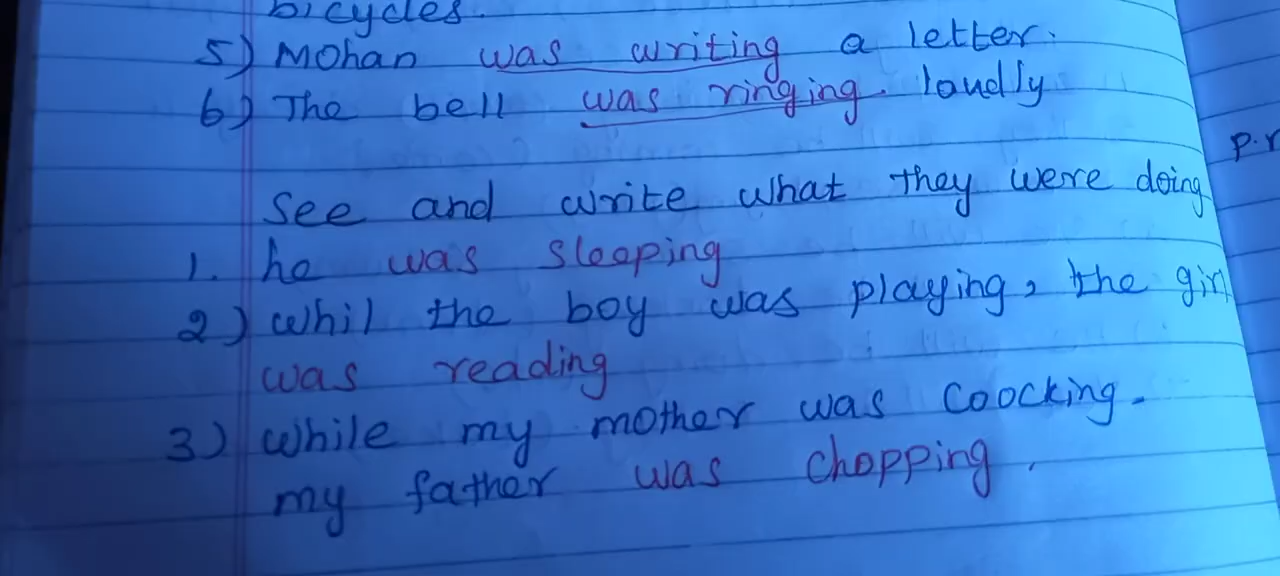 bicycles.
5) Mohan was writing a letter.
6) The bell was ringing. loudly
P.r
See and write what they were doing
1. he was sleeping
2) Whil the boy was playing, the girl
was reading
3) While my mother was coocking.
my father was chopping.